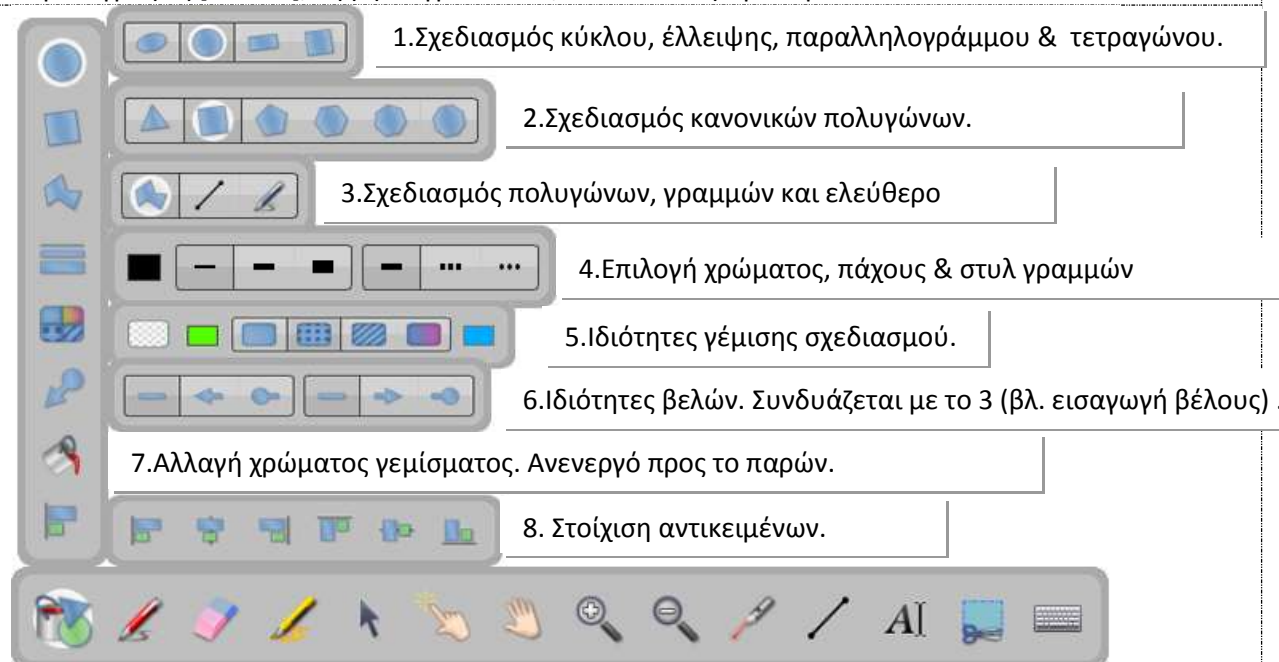 1.Σχεδιασμός κύκλου, έλλειψης, παραλληλογράμμου & τετραγώνου.
2.Σχεδιασμός κανονικών πολυγώνων.
3.Σχεδιασμός πολυγώνων, γραμμών και ελεύθερο
4.Επιλογή χρώματος, πάχους & στυλ γραμμών
5.Ιδιότητες γέμισης σχεδιασμού.
6.Ιδιότητες βελών. Συνδυάζεται με το 3 (βλ. εισαγωγή βέλους) .
7.Αλλαγή χρώματος γεμίσματος. Ανενεργό προς το παρών.
8. Στοίχιση αντικειμένων.
AI